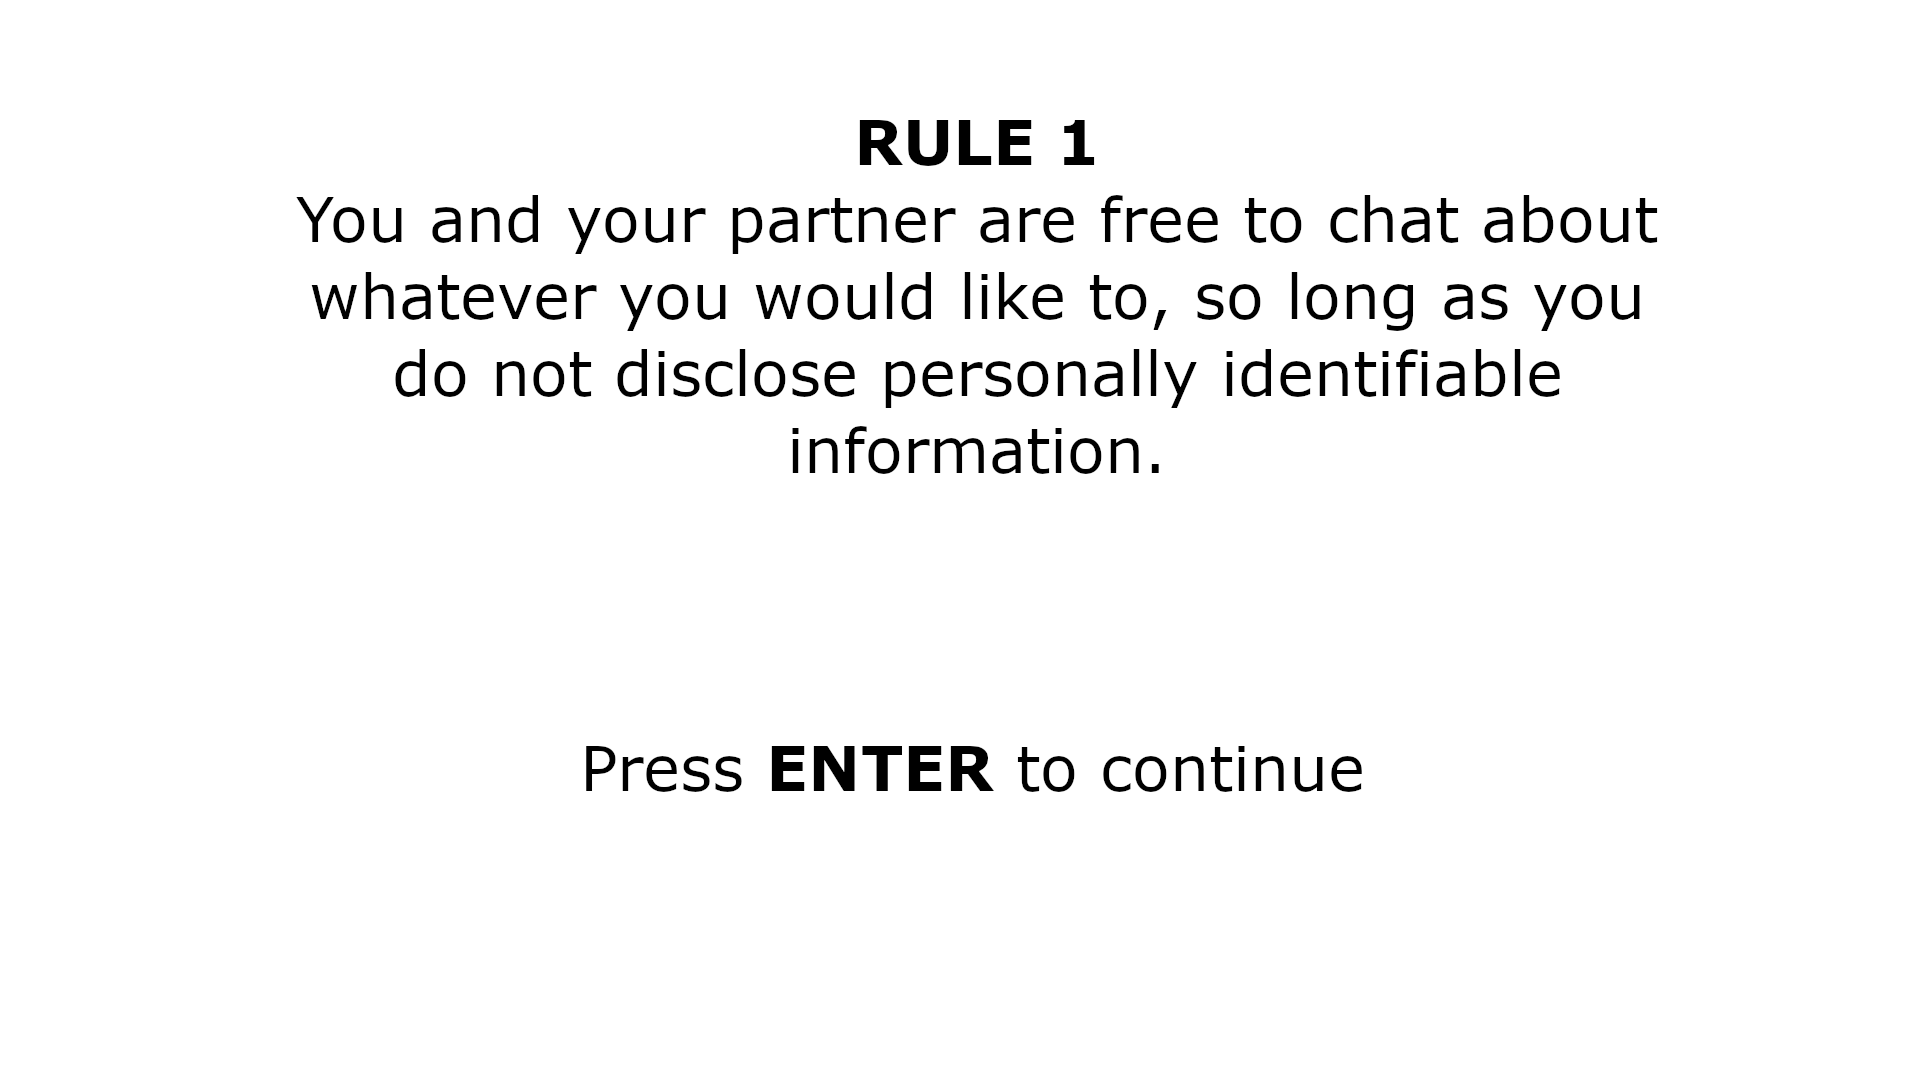 RULE 1
You and your partner are free to chat about
whatever you would like to, so long as you
do not disclose personally identifiable
information.
Press ENTER to continue